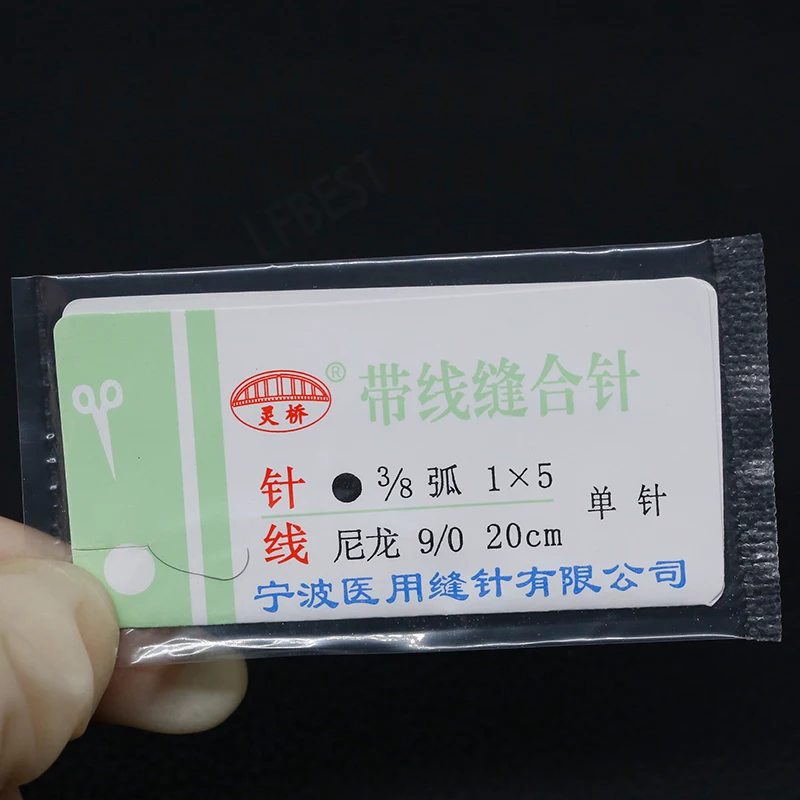 LFBEST
灵桥
®
带线缝合针
针 ● 3/8 弧 1×5
单针
线 尼龙 9/0 20cm
宁波医用缝针有限公司